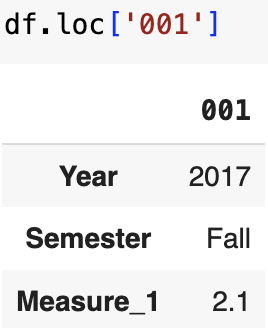 df.loc['001']
001
Year 2017
Semester Fall
Measure_1 2.1